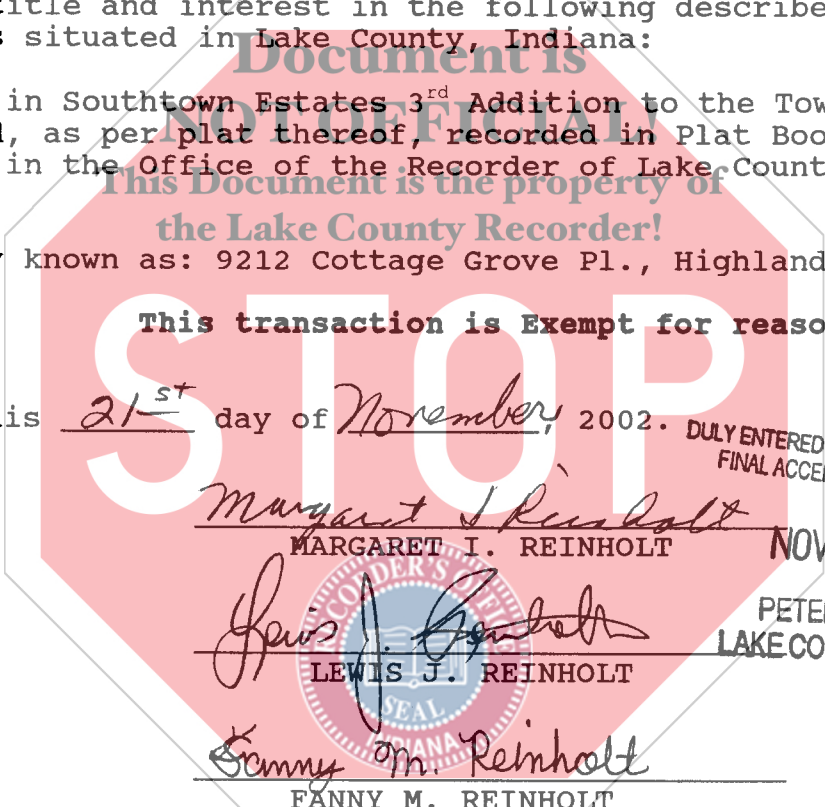 title and interest in the following describe
s situated in Lake County, Indiana:
Document is
in Southtown Estates 3rd Addition to the Tow
NOT OFFICIAL!
, as per plat thereof, recorded in Plat Boo
in the Office of the Recorder of Lake Count
This Document is the property of
the Lake County Recorder!
known as: 9212 Cottage Grove Pl., Highland
STOP
This transaction is Exempt for reaso
is 21st day of November, 2002.
DULY ENTERED
FINAL ACCE
Margaret I Reinholt
MARGARET I. REINHOLT
NOV
RECORDER'S OFFICE
PETE
LAKE CO
Lewis J. Reinholt
LEWIS J. REINHOLT
SEAL
INDIANA
Fanny M. Reinholt
FANNY M. REINHOLT